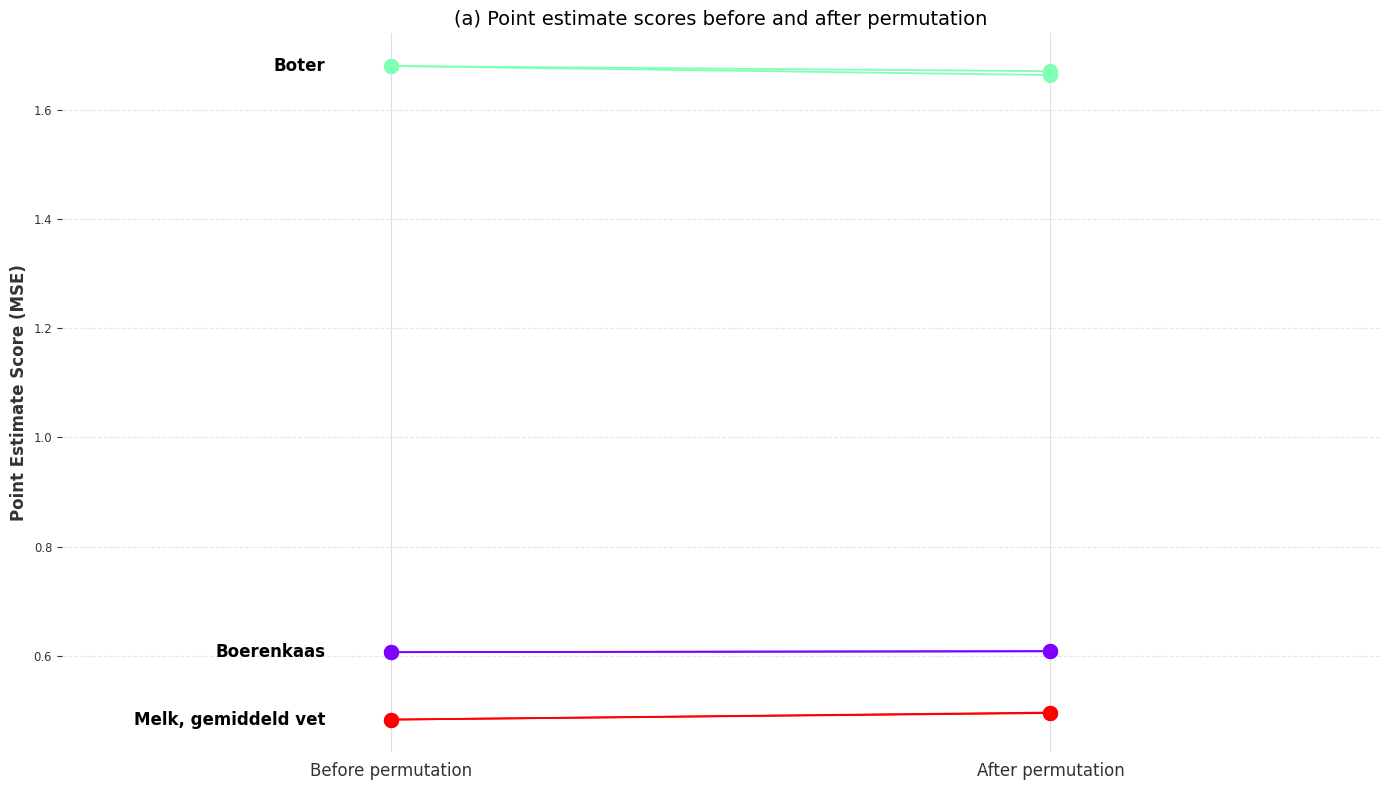 (a) Point estimate scores before and after permutation
Point Estimate Score (MSE)
1.6
1.4
1.2
1.0
0.8
0.6
Boter
Boerenkaas
Melk, gemiddeld vet
Before permutation
After permutation